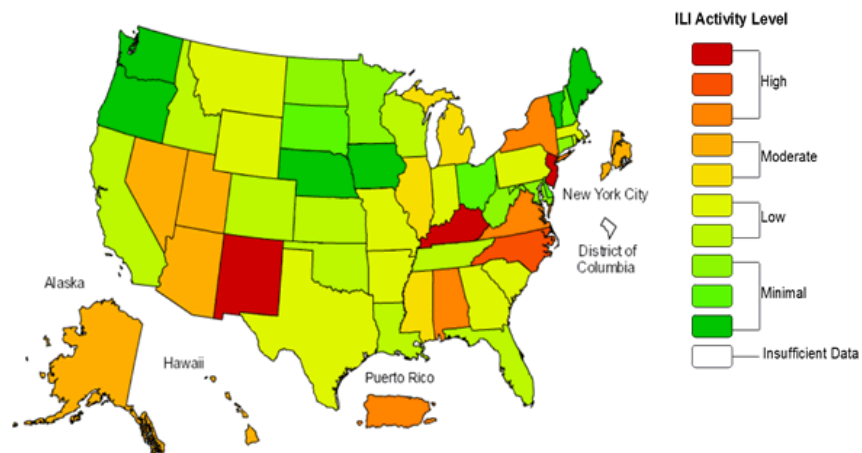 ILI Activity Level
High
Moderate
Low
Minimal
Insufficient Data
New York City
District of
Columbia
Alaska
Hawaii
Puerto Rico